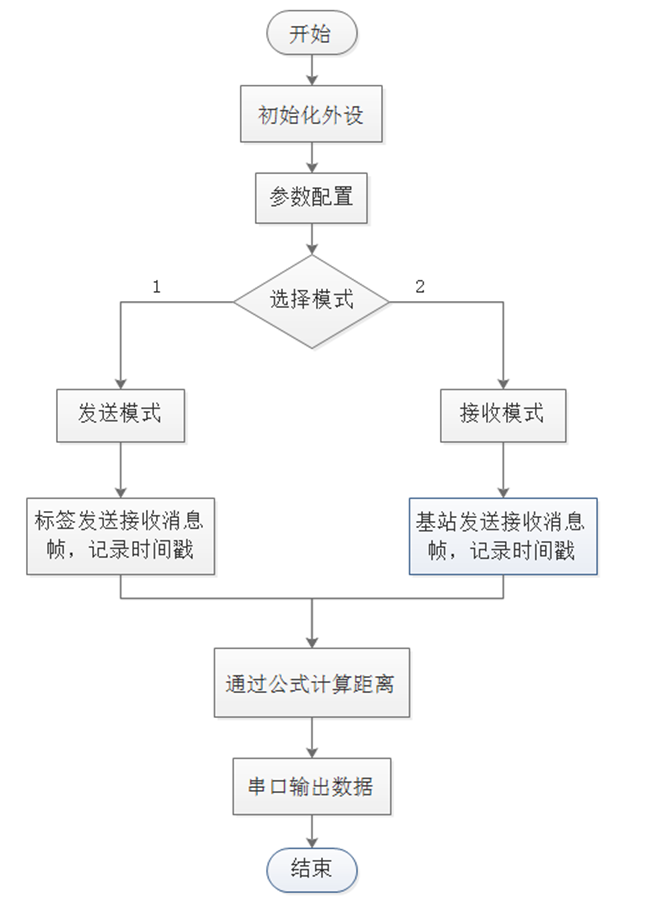 开始
初始化外设
参数配置
选择模式
1
2
发送模式
接收模式
标签发送接收消息
帧，记录时间戳
基站发送接收消息
帧，记录时间戳
通过公式计算距离
串口输出数据
结束